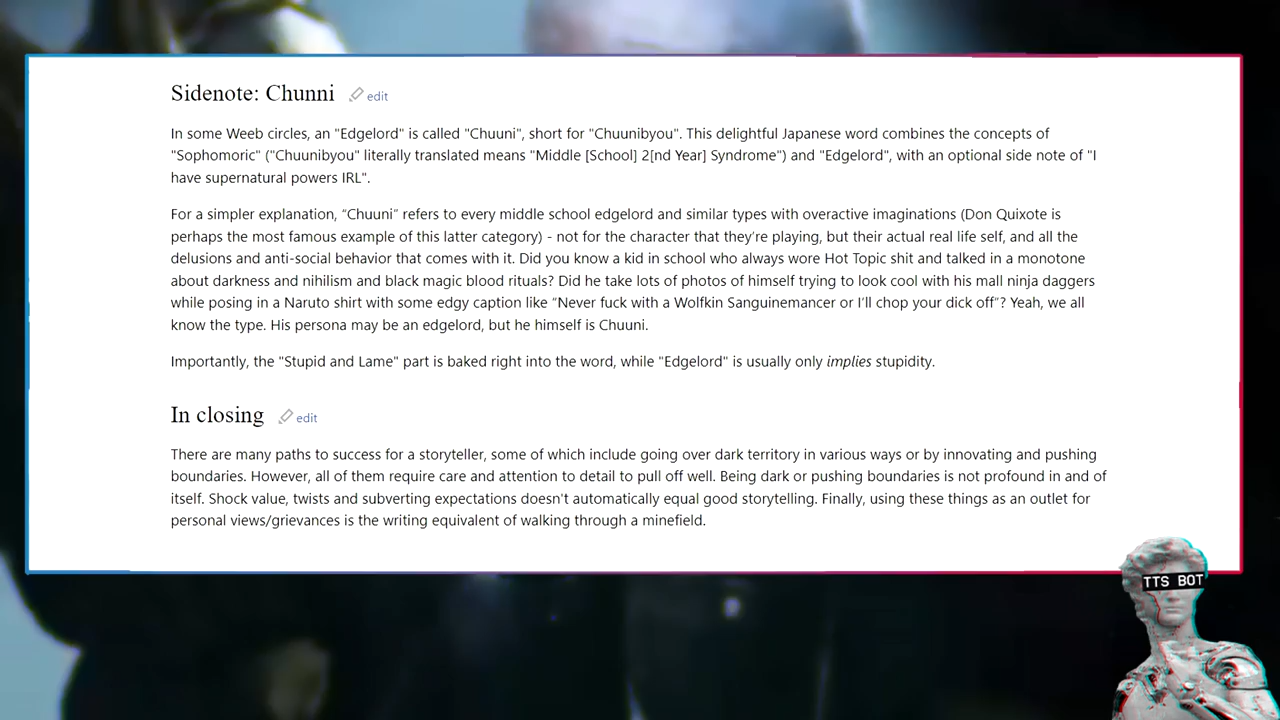 Sidenote: Chunni edit
In some Weeb circles, an "Edgelord" is called "Chuuni", short for "Chuunibyou". This delightful Japanese word combines the concepts of
"Sophomoric" ("Chuunibyou" literally translated means "Middle [School] 2[nd Year] Syndrome") and "Edgelord", with an optional side note of "I
have supernatural powers IRL".
For a simpler explanation, “Chuuni” refers to every middle school edgelord and similar types with overactive imaginations (Don Quixote is
perhaps the most famous example of this latter category) - not for the character that they’re playing, but their actual real life self, and all the
delusions and anti-social behavior that comes with it. Did you know a kid in school who always wore Hot Topic shit and talked in a monotone
about darkness and nihilism and black magic blood rituals? Did he take lots of photos of himself trying to look cool with his mall ninja daggers
while posing in a Naruto shirt with some edgy caption like “Never fuck with a Wolfkin Sanguinemancer or I’ll chop your dick off”? Yeah, we all
know the type. His persona may be an edgelord, but he himself is Chuuni.
Importantly, the "Stupid and Lame" part is baked right into the word, while "Edgelord" is usually only implies stupidity.
In closing edit
There are many paths to success for a storyteller, some of which include going over dark territory in various ways or by innovating and pushing
boundaries. However, all of them require care and attention to detail to pull off well. Being dark or pushing boundaries is not profound in and of
itself. Shock value, twists and subverting expectations doesn't automatically equal good storytelling. Finally, using these things as an outlet for
personal views/grievances is the writing equivalent of walking through a minefield.
TTS BOT